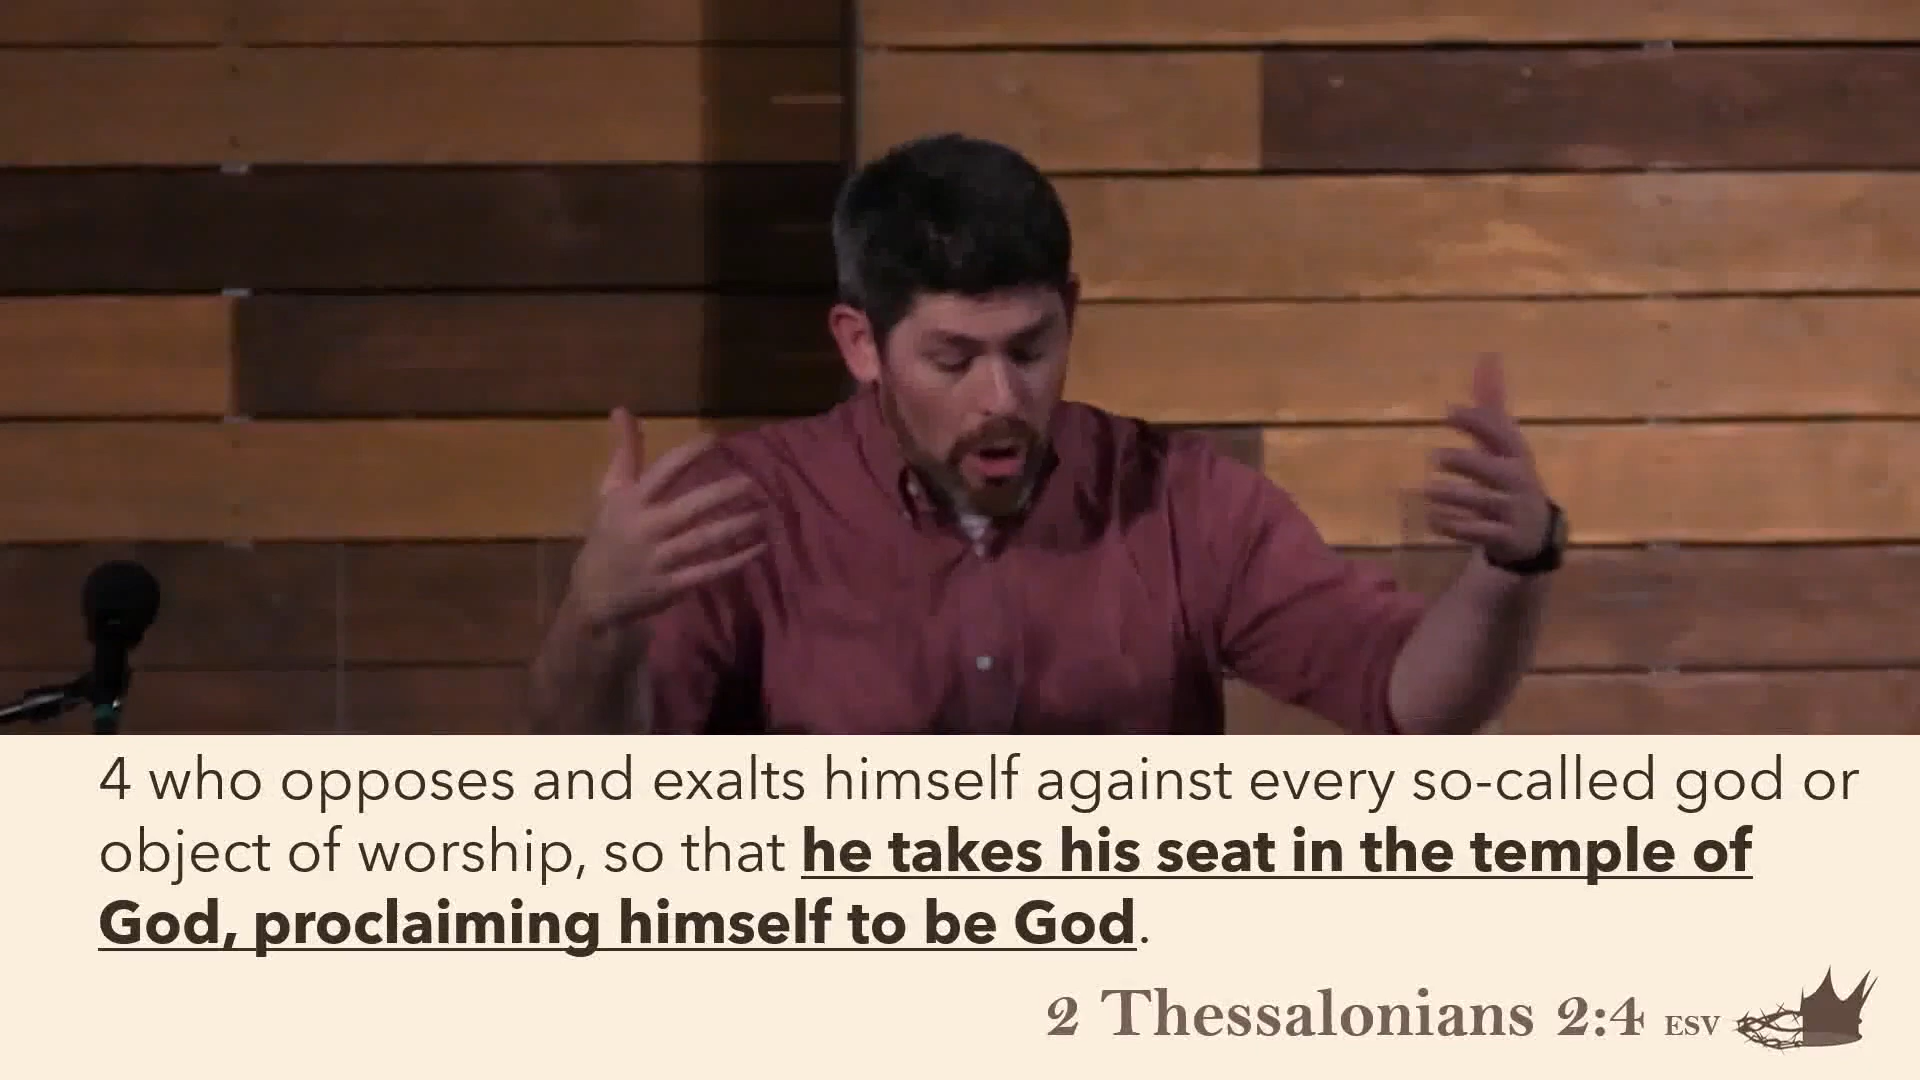 4 who opposes and exalts himself against every so-called god or
object of worship, so that he takes his seat in the temple of
God, proclaiming himself to be God.
2 Thessalonians 2:4 ESV